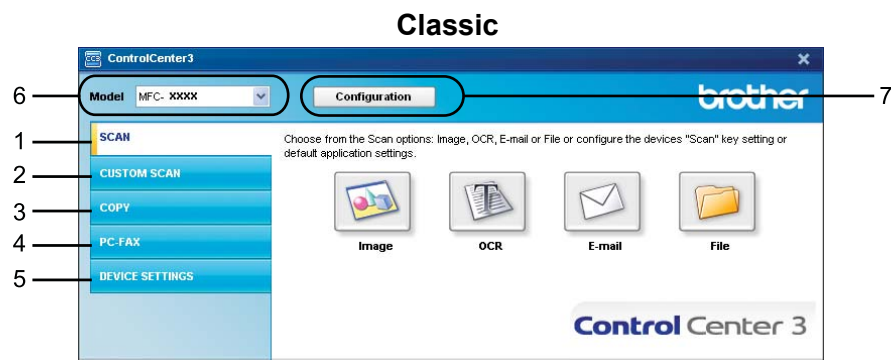 Classic
ControlCenter3
6 Model MFC- XXXX Configuration brother 7
1 SCAN
Choose from the Scan options: Image, OCR, E-mail or File or configure the devices "Scan" key setting or
default application settings.
2 CUSTOM SCAN
3 COPY
4 PC-FAX
5 DEVICE SETTINGS
Image OCR E-mail File
Control Center 3